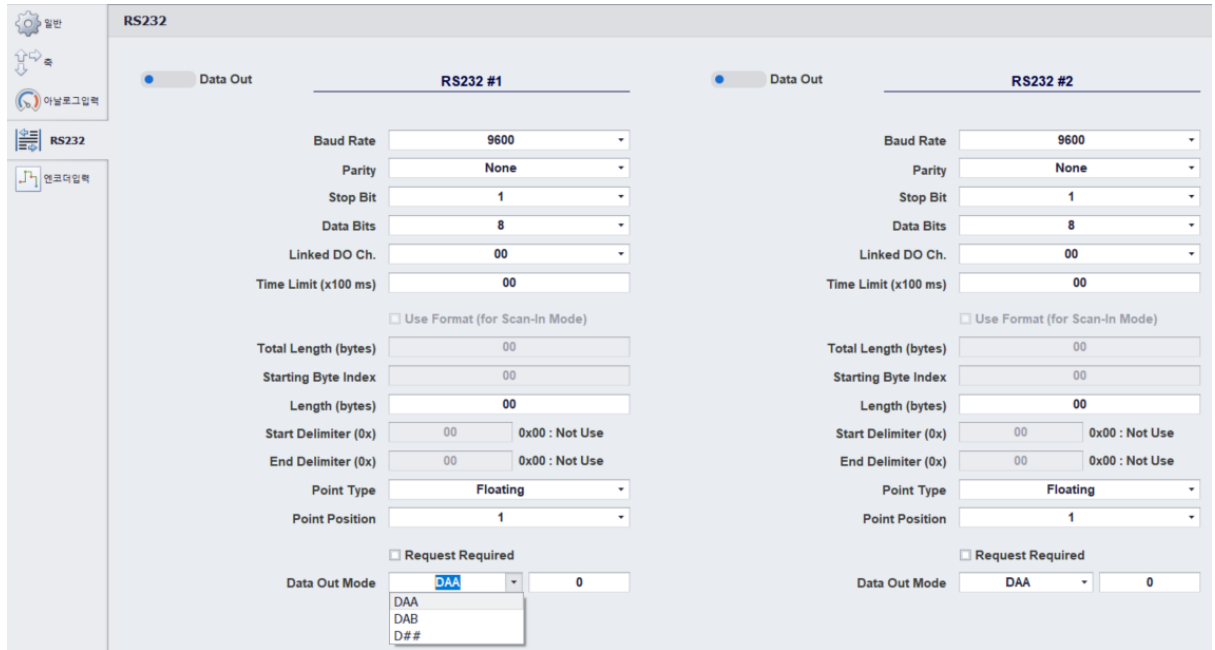 일반
축
아날로그입력
RS232
엔코더입력
RS232
Data Out RS232 #1
Baud Rate 9600
Parity None
Stop Bit 1
Data Bits 8
Linked DO Ch. 00
Time Limit (x100 ms) 00
Use Format (for Scan-In Mode)
Total Length (bytes) 00
Starting Byte Index 00
Length (bytes) 00
Start Delimiter (0x) 00 0x00 : Not Use
End Delimiter (0x) 00 0x00 : Not Use
Point Type Floating
Point Position 1
Request Required
Data Out Mode DAA 0
DAA
DAB
D##
Data Out RS232 #2
Baud Rate 9600
Parity None
Stop Bit 1
Data Bits 8
Linked DO Ch. 00
Time Limit (x100 ms) 00
Use Format (for Scan-In Mode)
Total Length (bytes) 00
Starting Byte Index 00
Length (bytes) 00
Start Delimiter (0x) 00 0x00 : Not Use
End Delimiter (0x) 00 0x00 : Not Use
Point Type Floating
Point Position 1
Request Required
Data Out Mode DAA 0